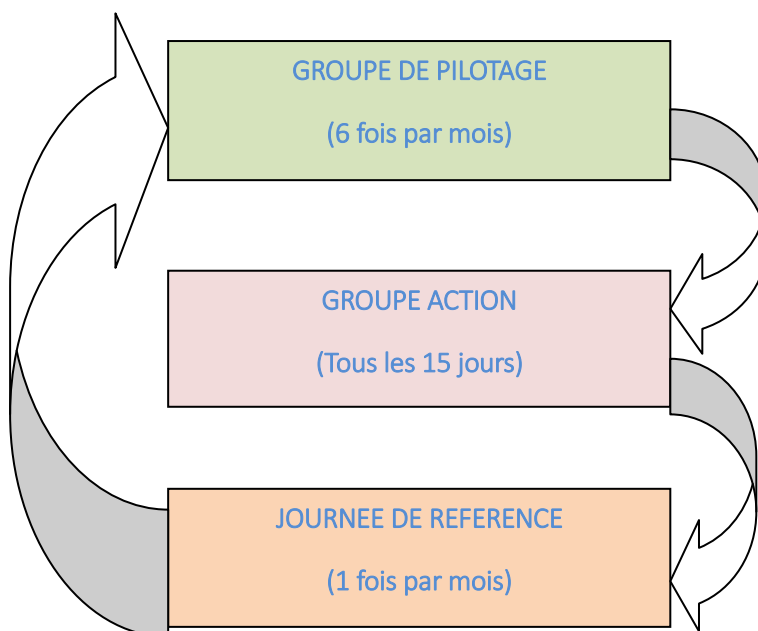 GROUPE DE PILOTAGE
(6 fois par mois)
GROUPE ACTION
(Tous les 15 jours)
JOURNEE DE REFERENCE
(1 fois par mois)